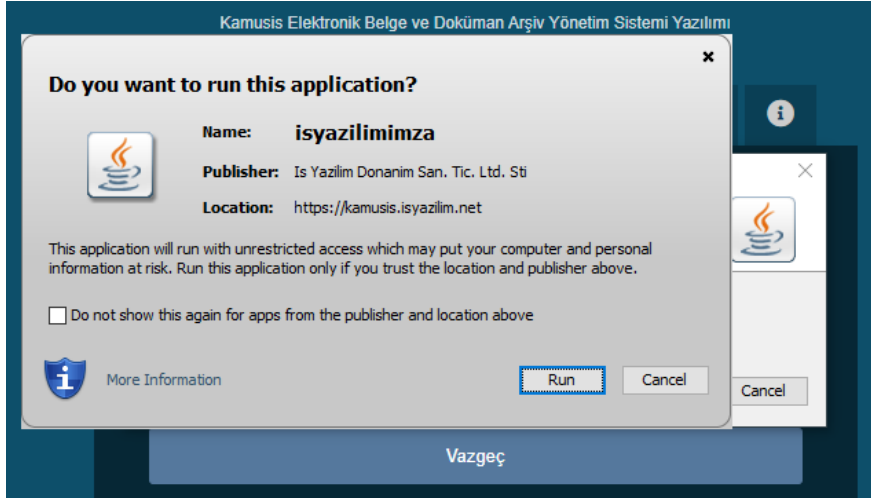 Kamusis Elektronik Belge ve Doküman Arşiv Yönetim Sistemi Yazılımı
Do you want to run this application?
Name: isyazilimimza
Publisher: Is Yazilim Donanim San. Tic. Ltd. Sti
Location: https://kamusis.isyazilim.net
This application will run with unrestricted access which may put your computer and personal
information at risk. Run this application only if you trust the location and publisher above.
Do not show this again for apps from the publisher and location above
More Information
Run
Cancel
Cancel
Vazgeç